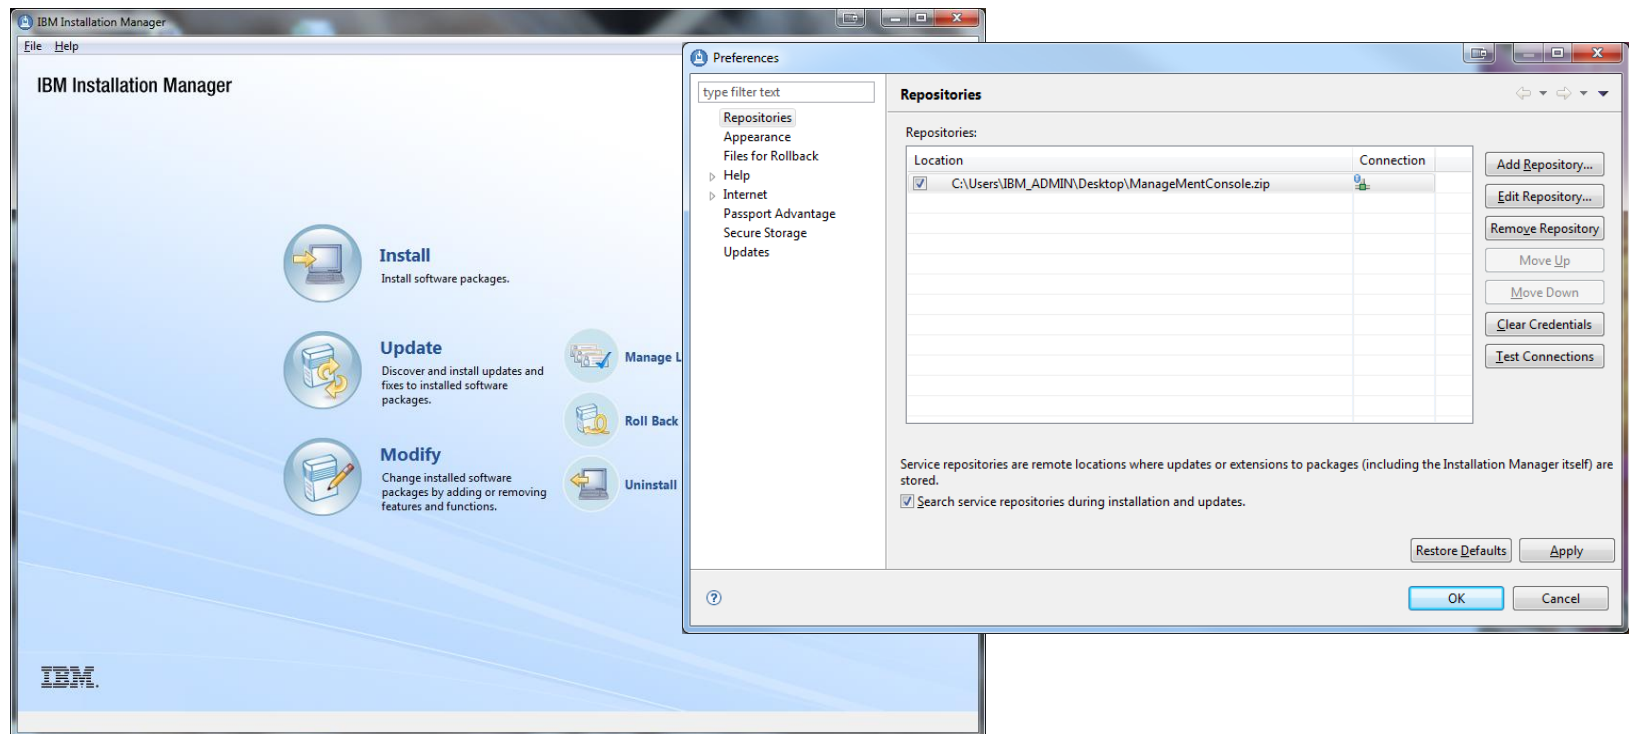 IBM Installation Manager
File Help
IBM Installation Manager
Install
Install software packages.
Update
Discover and install updates and
fixes to installed software
packages.
Modify
Change installed software
packages by adding or removing
features and functions.
Manage L
Roll Back
Uninstall
IBM.
Preferences
type filter text
Repositories
Appearance
Files for Rollback
Help
Internet
Passport Advantage
Secure Storage
Updates
Repositories
Repositories:
Location Connection
C:\Users\IBM_ADMIN\Desktop\ManageMentConsole.zip
Add Repository...
Edit Repository...
Remove Repository
Move Up
Move Down
Clear Credentials
Test Connections
Service repositories are remote locations where updates or extensions to packages (including the Installation Manager itself) are
stored.
Search service repositories during installation and updates.
Restore Defaults Apply
? OK Cancel